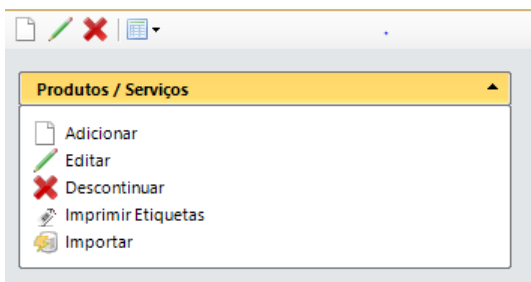 Produtos / Serviços
Adicionar
Editar
Descontinuar
Imprimir Etiquetas
Importar